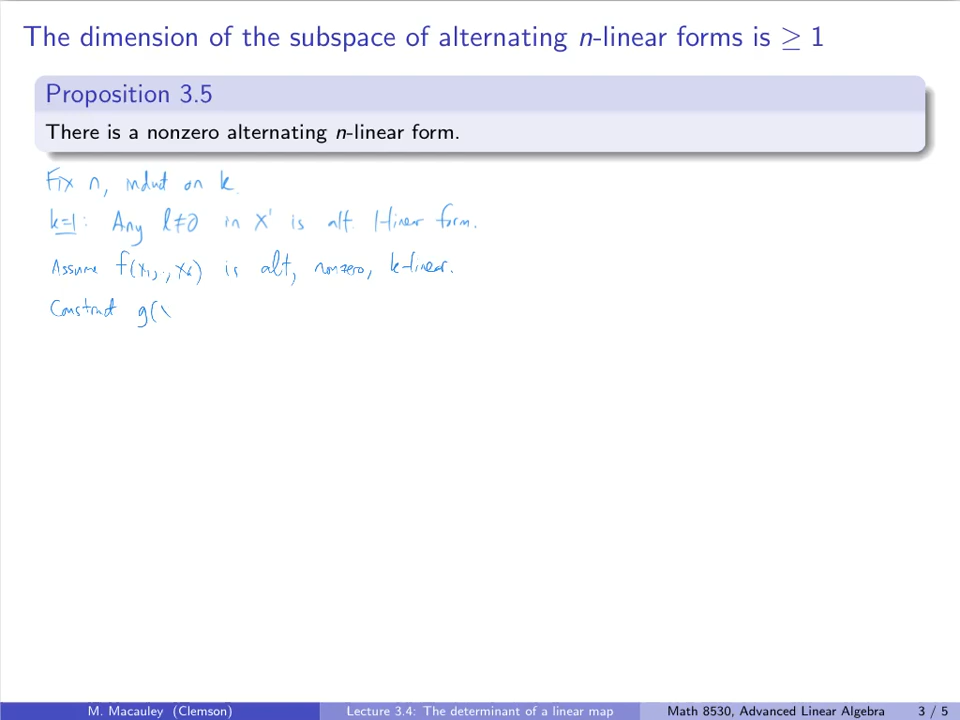 The dimension of the subspace of alternating n-linear forms is ≥ 1
Proposition 3.5
There is a nonzero alternating n-linear form.
Fix n, induct on k.
k=1: Any l≠0 in X' is alt 1-linear form.
Assume f(x₁,..,xₖ) is alt, nonzero, k-linear.
Construct g(
M. Macauley (Clemson)
Lecture 3.4: The determinant of a linear map
Math 8530, Advanced Linear Algebra
3 / 5